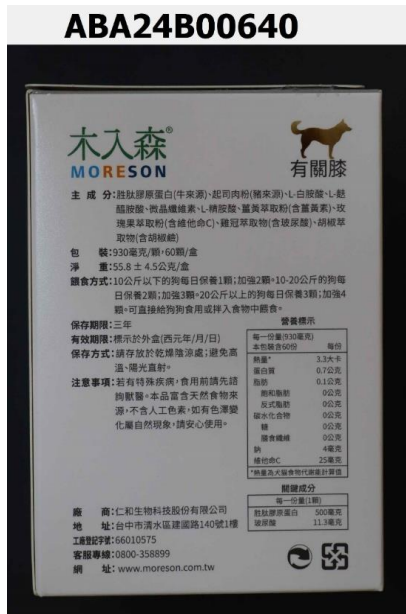 ABA24B00640
木入森®
MORESON
有關膝
主成分:胜肽膠原蛋白(牛來源)、起司肉粉(豬來源)、L-白胺酸、L-麩
醯胺酸、微晶纖維素、L-精胺酸、薑黃萃取粉(含薑黃素)、玫
瑰果萃取粉(含維他命C)、雞冠萃取物(含玻尿酸)、胡椒萃
取物(含胡椒鹼)
包裝:930毫克/顆,60顆/盒
淨重:55.8 ± 4.5公克/盒
餵食方式:10公斤以下的狗每日保養1顆;加強2顆。10-20公斤的狗每
日保養2顆;加強3顆。20公斤以上的狗每日保養3顆;加強4
顆。可直接給狗狗食用或拌入食物中餵食。
保存期限:三年
有效期限:標示於外盒(西元年/月/日)
保存方式:請存放於乾燥陰涼處;避免高
溫、陽光直射。
注意事項:若有特殊疾病,食用前請先諮
詢獸醫。本品富含天然食物來
源,不含人工色素,如有色澤變
化屬自然現象,請安心使用。
營養標示
每一份量(930毫克)
本包裝含60份 每份
熱量* 3.3大卡
蛋白質 0.7公克
脂肪 0.1公克
飽和脂肪 0公克
反式脂肪 0公克
碳水化合物 0公克
糖 0公克
膳食纖維 0公克
鈉 4毫克
維他命C 25毫克
*熱量為犬貓食物代謝能計算值
關鍵成分
每一份量(1顆)
胜肽膠原蛋白 500毫克
玻尿酸 11.3毫克
廠商:仁和生物科技股份有限公司
地址:台中市清水區建國路140號1樓
工廠登記字號:66010575
客服專線:0800-358899
網址: www.moreson.com.tw